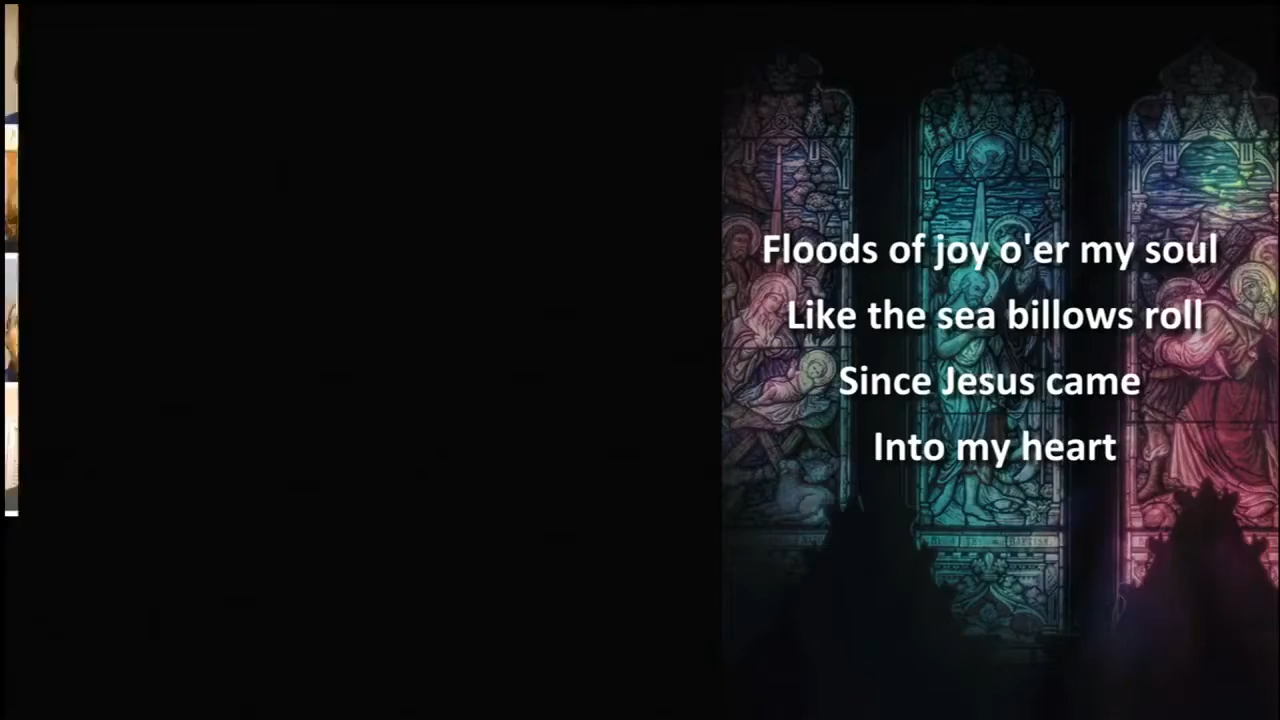 Floods of joy o'er my soul
Like the sea billows roll
Since Jesus came
Into my heart